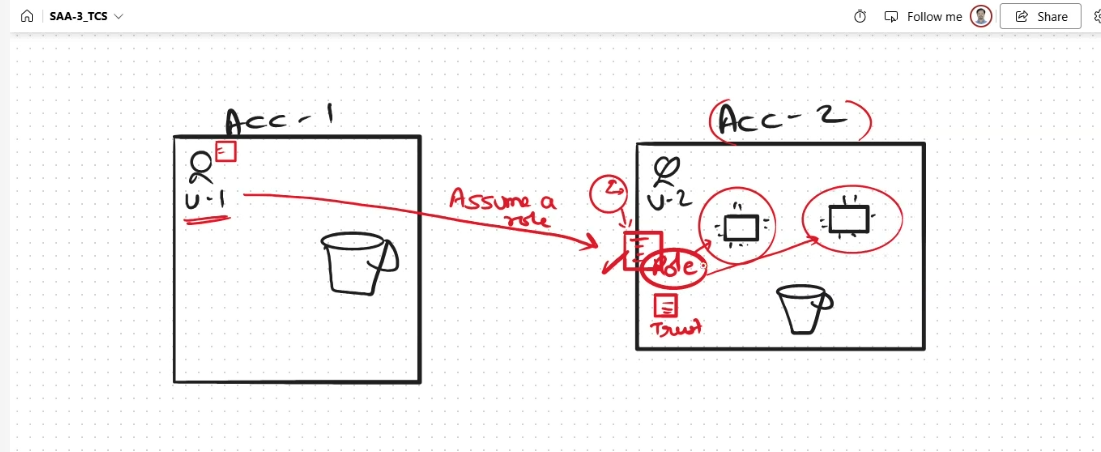 SAA-3_TCS
Follow me
Share
Acc-1
U-1
Assume a
role
(Acc-2)
U-2
Role
Trust